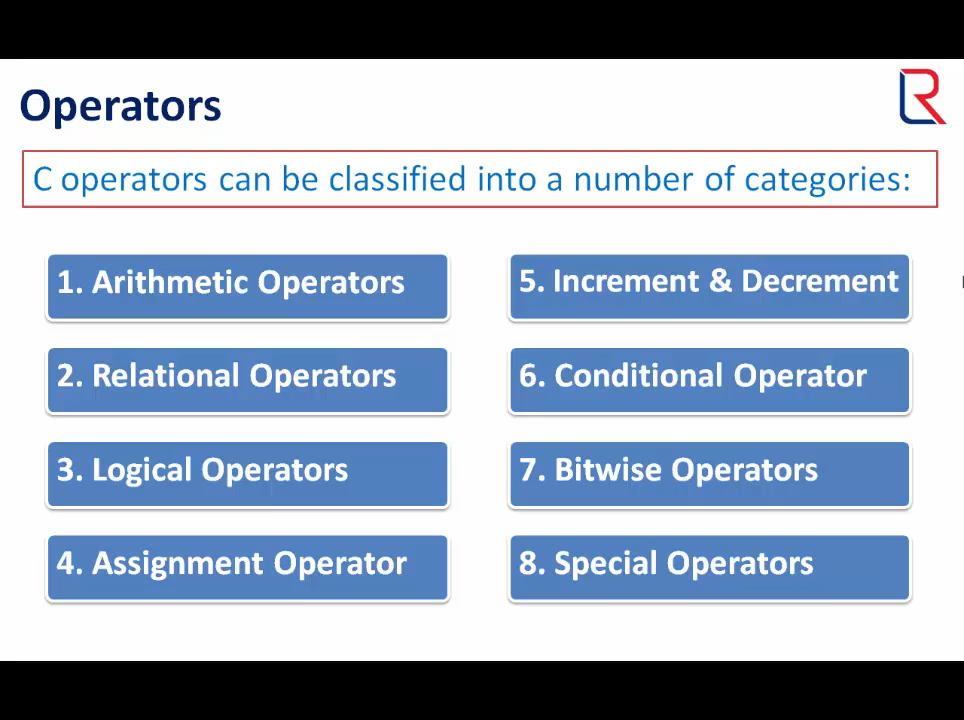 Operators
C operators can be classified into a number of categories:
1. Arithmetic Operators
2. Relational Operators
3. Logical Operators
4. Assignment Operator
5. Increment & Decrement
6. Conditional Operator
7. Bitwise Operators
8. Special Operators